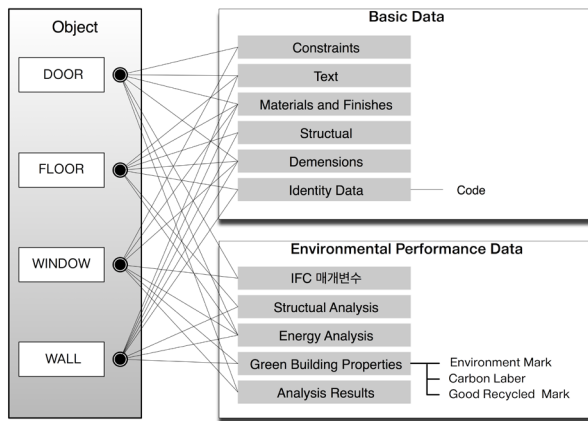 Object
DOOR
FLOOR
WINDOW
WALL
Basic Data
Constraints
Text
Materials and Finishes
Structual
Demensions
Identity Data
Code
Environmental Performance Data
IFC 매개변수
Structual Analysis
Energy Analysis
Green Building Properties
Analysis Results
Environment Mark
Carbon Laber
Good Recycled Mark